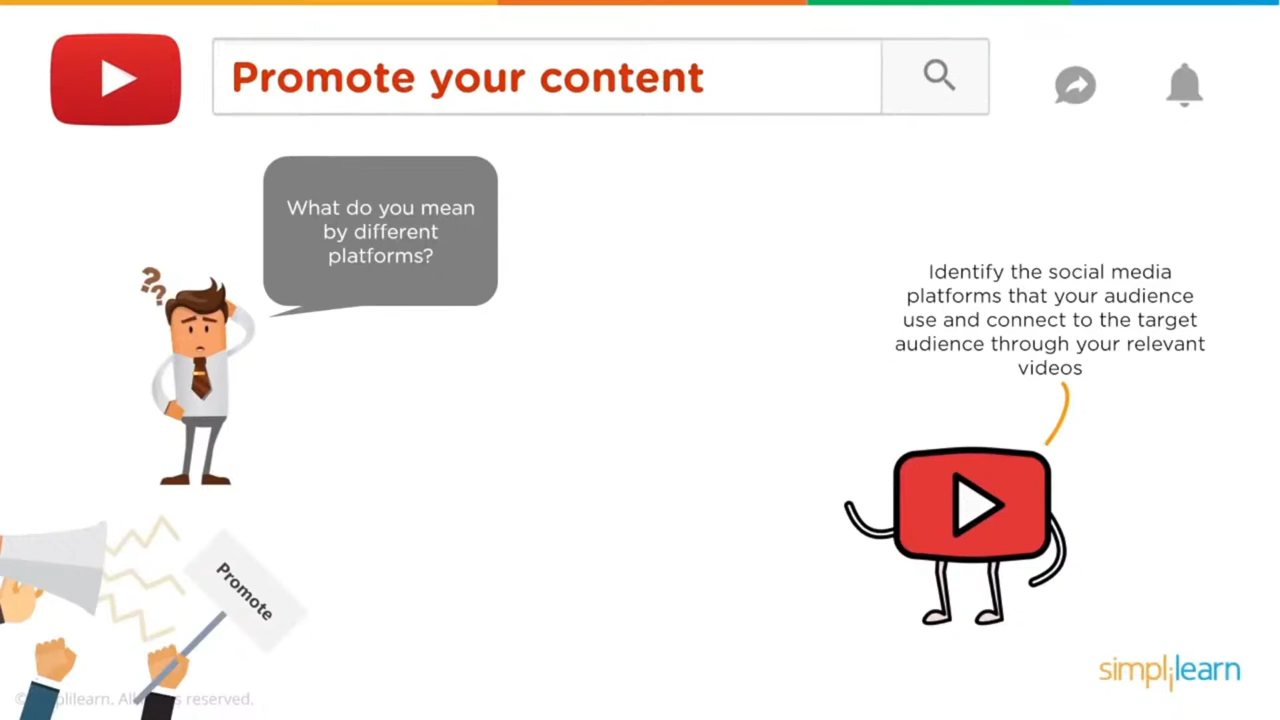 Promote your content
What do you mean
by different
platforms?
??
Identify the social media
platforms that your audience
use and connect to the target
audience through your relevant
videos
Promote
simplilearn
reserved.